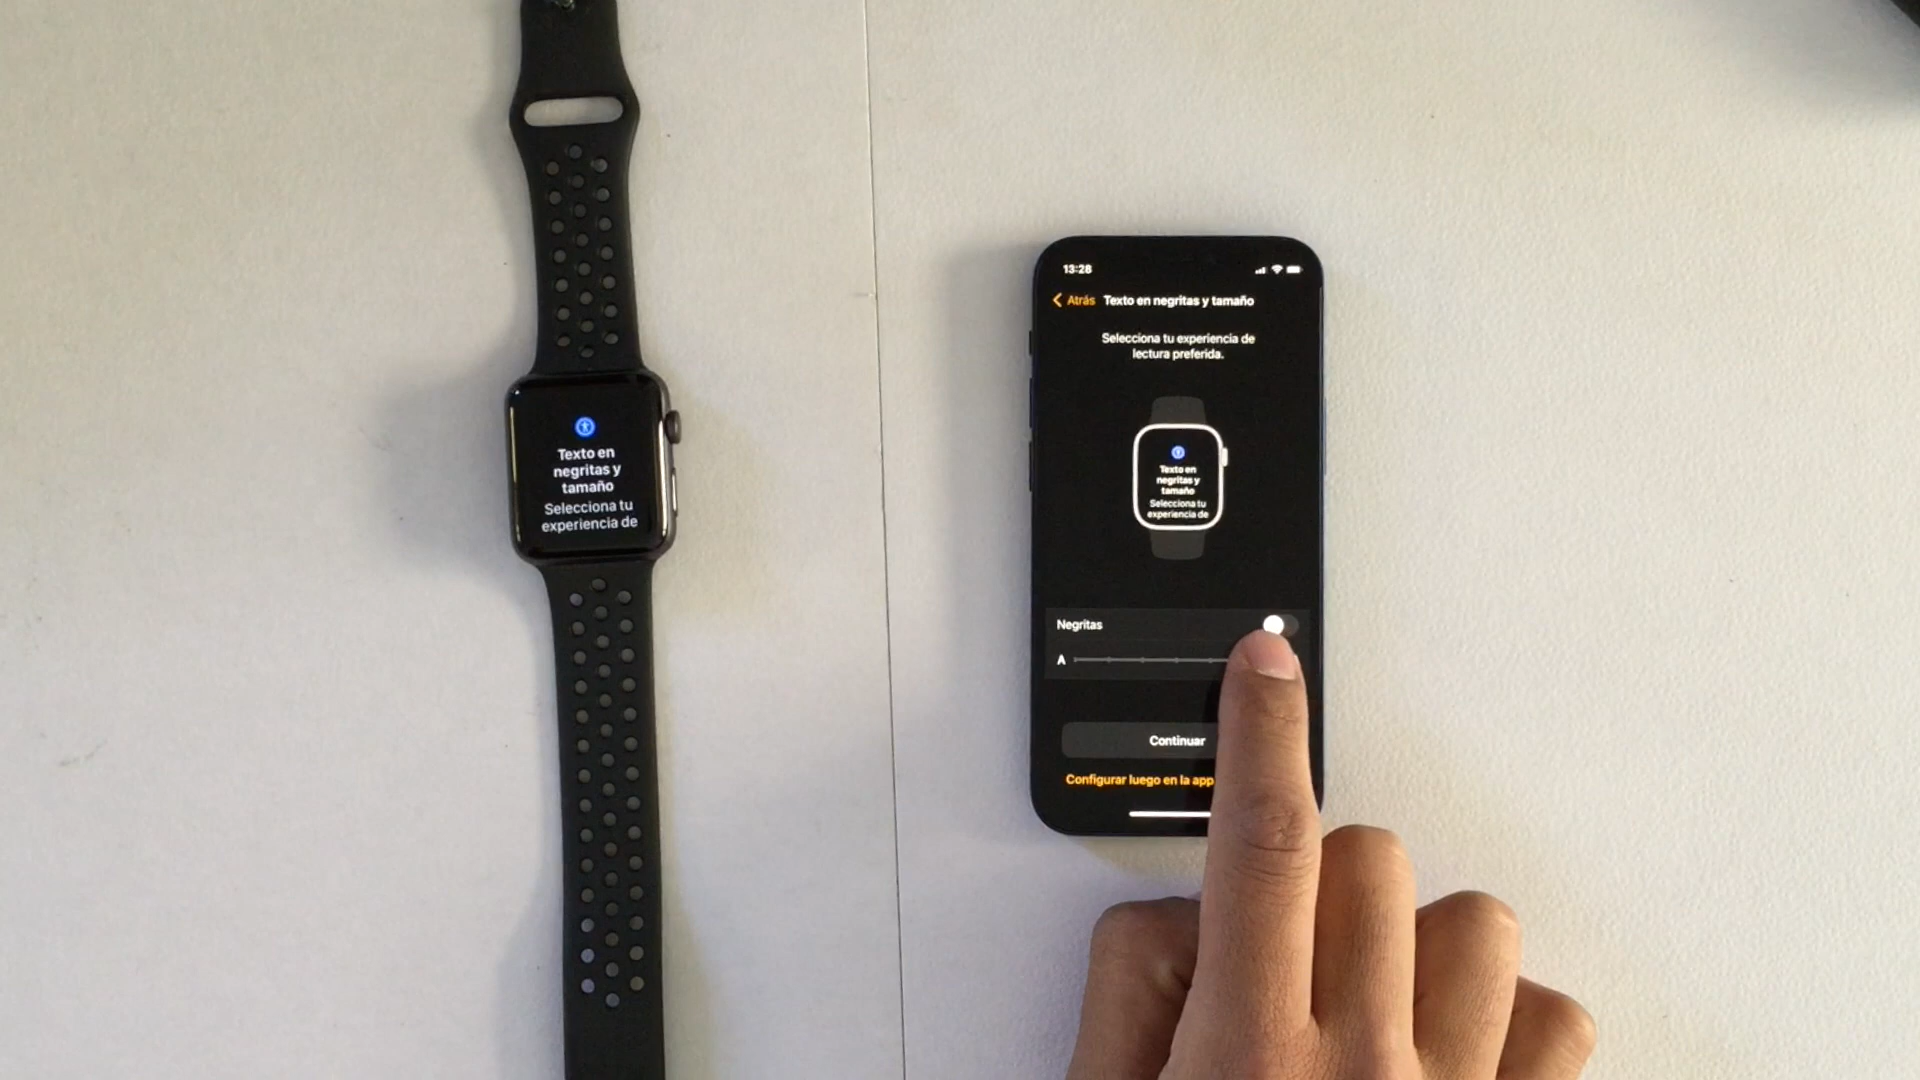 Texto en
negritas y
tamaño
Selecciona tu
experiencia de
13:28
Atrás Texto en negritas y tamaño
Selecciona tu experiencia de
lectura preferida.
Texto en
negritas y
tamaño
Selecciona tu
experiencia de
Negritas
A
Continuar
Configurar luego en la app